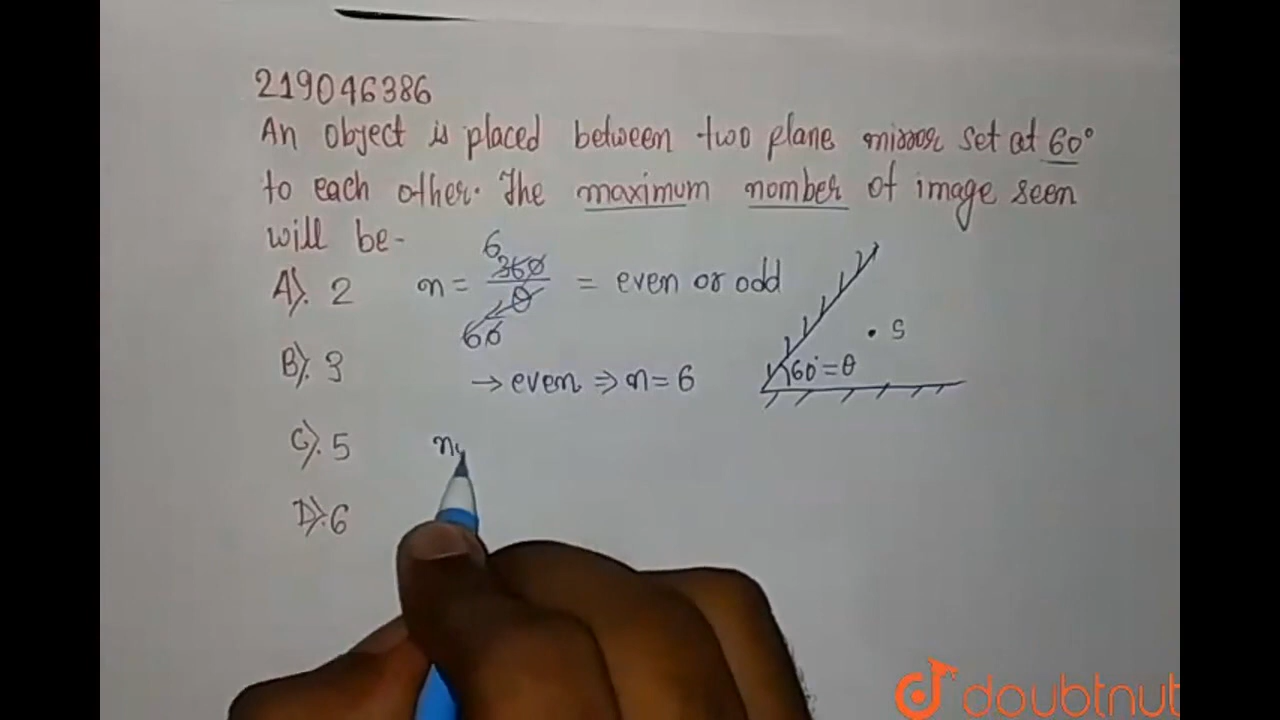 219046386
An object is placed between two plane mirror set at 60°
to each other. The maximum nomber of image seen
will be-
A). 2
n = 6 360 / θ 60 = even or odd
S
B). 3
→ even ⇒ n = 6
60° = θ
C). 5
D). 6
doubtnut